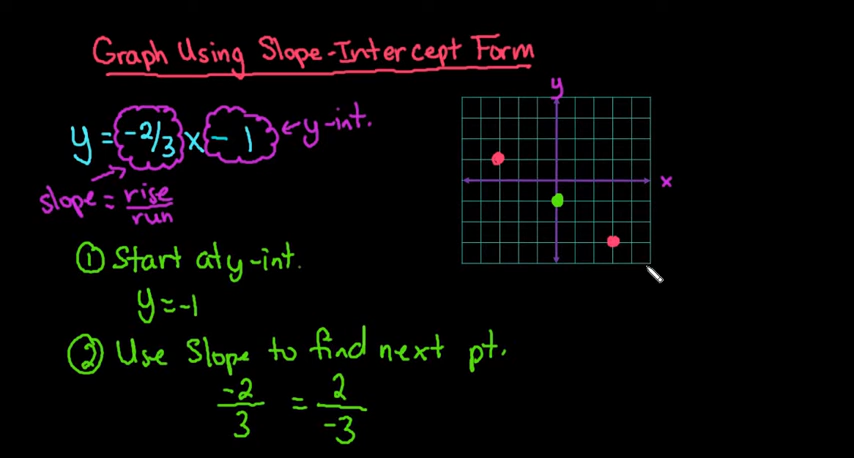 Graph Using Slope-Intercept Form
y = -2/3 x - 1 ← y-int.
slope = rise/run
① Start at y-int.
y = -1
② Use Slope to find next pt.
-2/3 = 2/-3
y
x